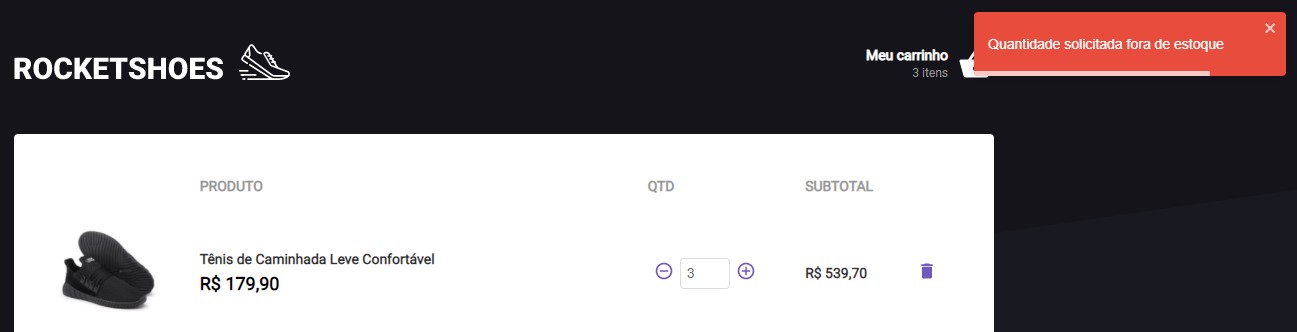 Quantidade solicitada fora de estoque
ROCKETSHOES
Meu carrinho
3 itens
PRODUTO QTD SUBTOTAL
Tênis de Caminhada Leve Confortável
R$ 179,90
3
R$ 539,70